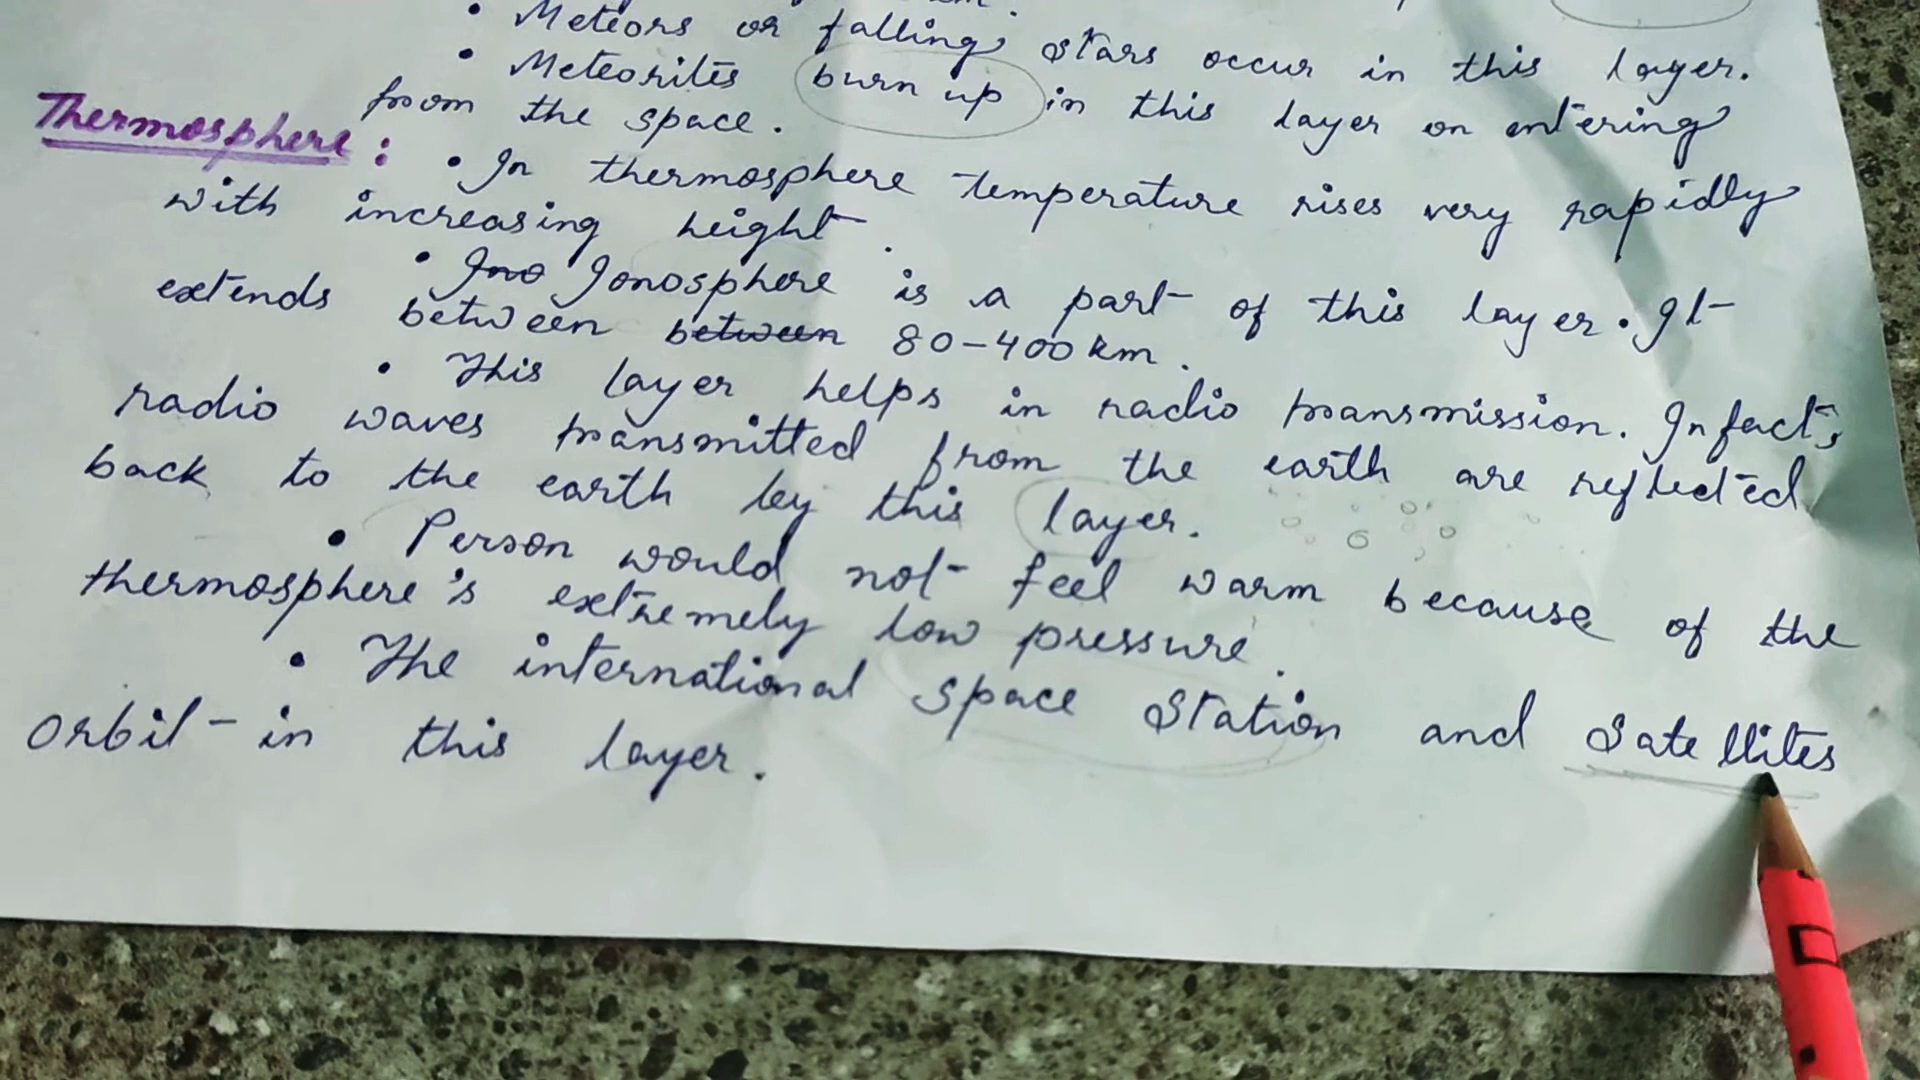 • Meteors or falling stars occur in this layer.
• Meteorites burn up in this layer on entering
from the space.
Thermosphere : • In thermosphere temperature rises very rapidly
with increasing height.
• Ino Ionosphere is a part of this layer. It
extends between between 80-400 km.
• This layer helps in radio transmission. Infact,
radio waves transmitted from the earth are reflected
back to the earth by this layer.
• Person would not feel warm because of the
thermosphere's extremely low pressure.
• The international space station and satellites
orbit in this layer.